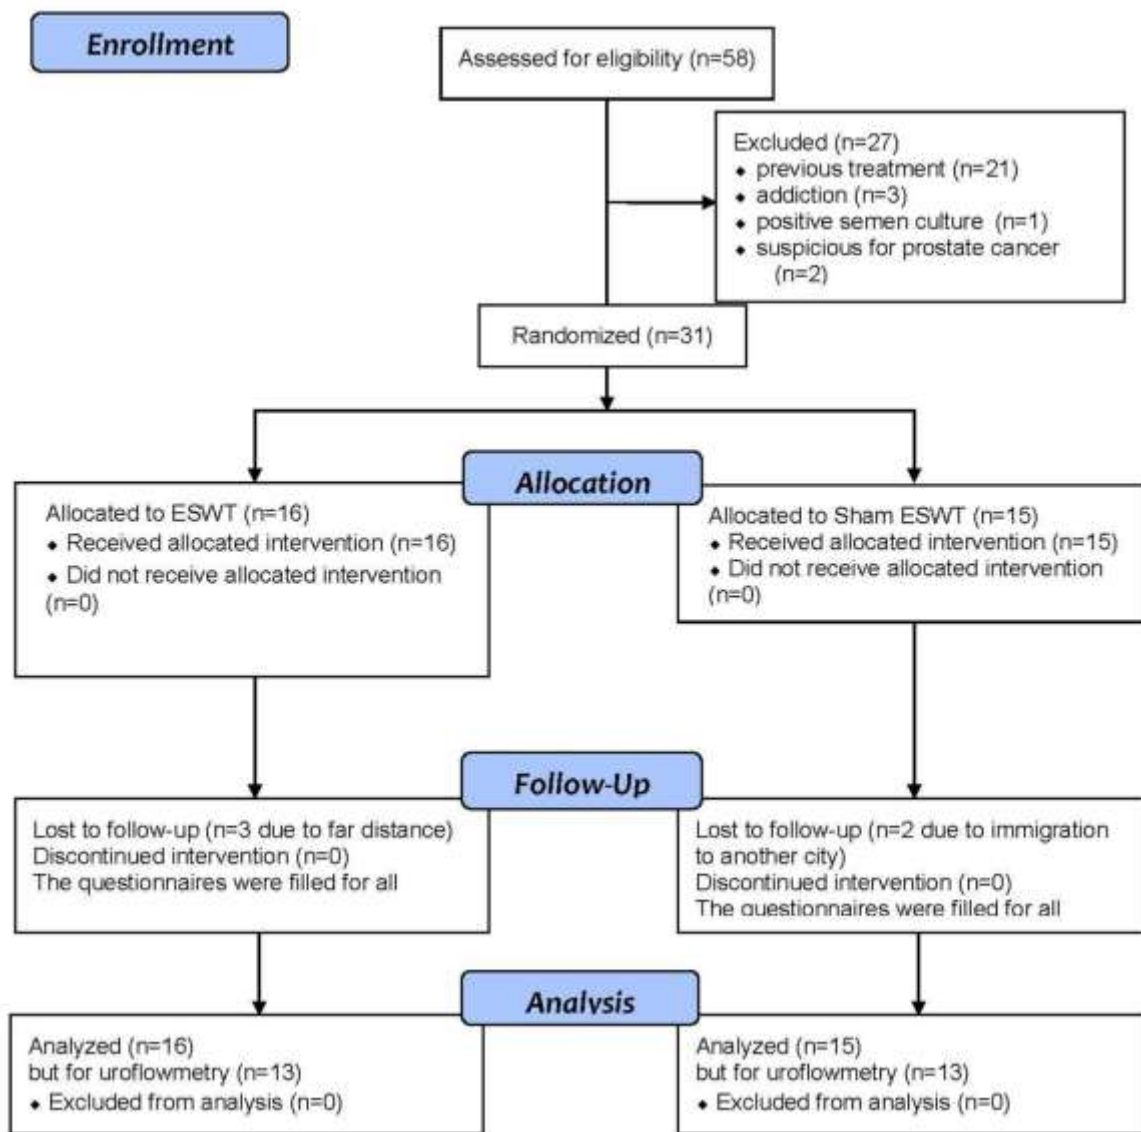 Enrollment
Assessed for eligibility (n=58)
Excluded (n=27)
⬥ previous treatment (n=21)
⬥ addiction (n=3)
⬥ positive semen culture (n=1)
⬥ suspicious for prostate cancer
(n=2)
Randomized (n=31)
Allocation
Allocated to ESWT (n=16)
⬥ Received allocated intervention (n=16)
⬥ Did not receive allocated intervention
(n=0)
Allocated to Sham ESWT (n=15)
⬥ Received allocated intervention (n=15)
⬥ Did not receive allocated intervention
(n=0)
Follow-Up
Lost to follow-up (n=3 due to far distance)
Discontinued intervention (n=0)
The questionnaires were filled for all
Lost to follow-up (n=2 due to immigration
to another city)
Discontinued intervention (n=0)
The questionnaires were filled for all
Analysis
Analyzed (n=16)
but for uroflowmetry (n=13)
⬥ Excluded from analysis (n=0)
Analyzed (n=15)
but for uroflowmetry (n=13)
⬥ Excluded from analysis (n=0)